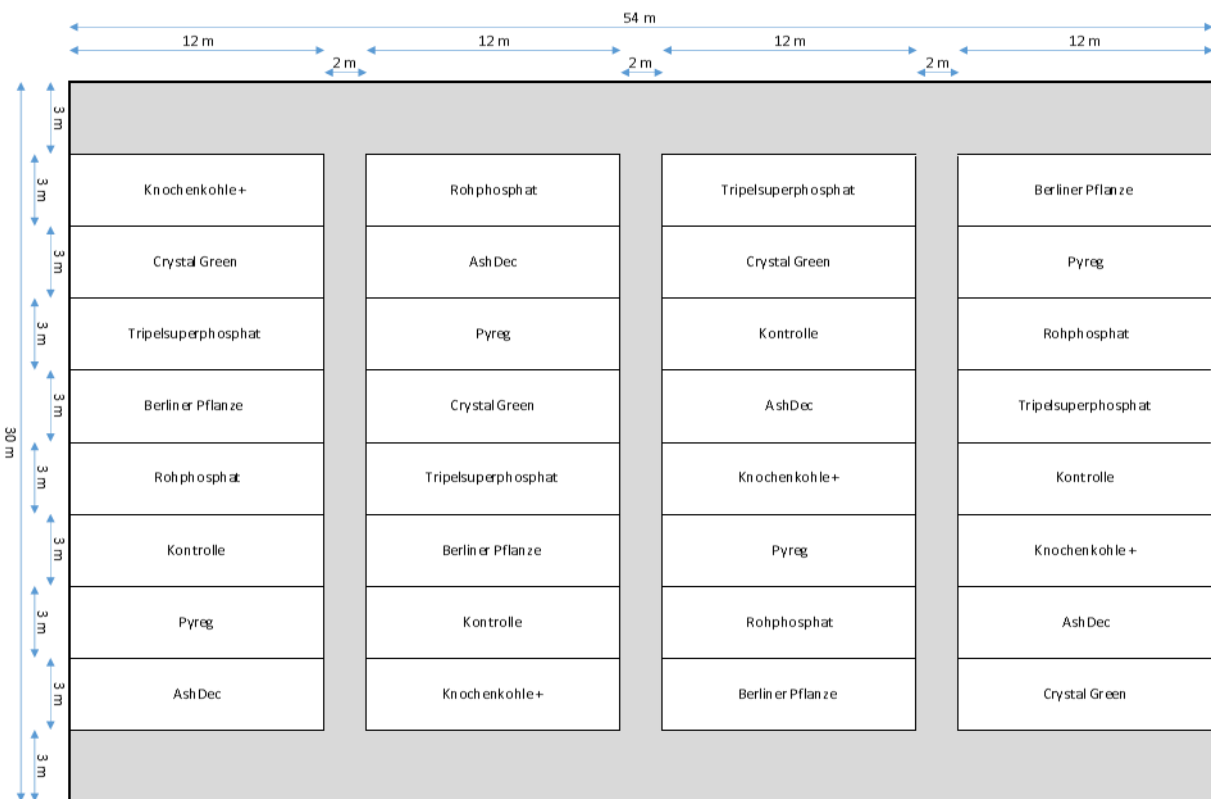 54 m
12 m 12 m 12 m 12 m
2 m 2 m 2 m
3 m
3 m Knochenkohle+ Rohphosphat Tripelsuperphosphat Berliner Pflanze
3 m Crystal Green AshDec Crystal Green Pyreg
3 m Tripelsuperphosphat Pyreg Kontrolle Rohphosphat
3 m Berliner Pflanze Crystal Green AshDec Tripelsuperphosphat
30 m
3 m Rohphosphat Tripelsuperphosphat Knochenkohle+ Kontrolle
3 m Kontrolle Berliner Pflanze Pyreg Knochenkohle+
3 m Pyreg Kontrolle Rohphosphat AshDec
3 m AshDec Knochenkohle+ Berliner Pflanze Crystal Green
3 m